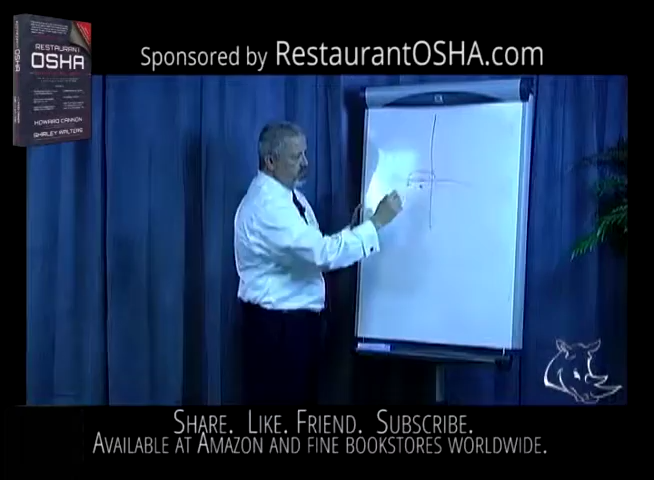 Sponsored by RestaurantOSHA.com
RESTAURANT
OSHA
HOWARD CANNON
SHIRLEY WALTERS
SHARE. LIKE. FRIEND. SUBSCRIBE.
AVAILABLE AT AMAZON AND FINE BOOKSTORES WORLDWIDE.